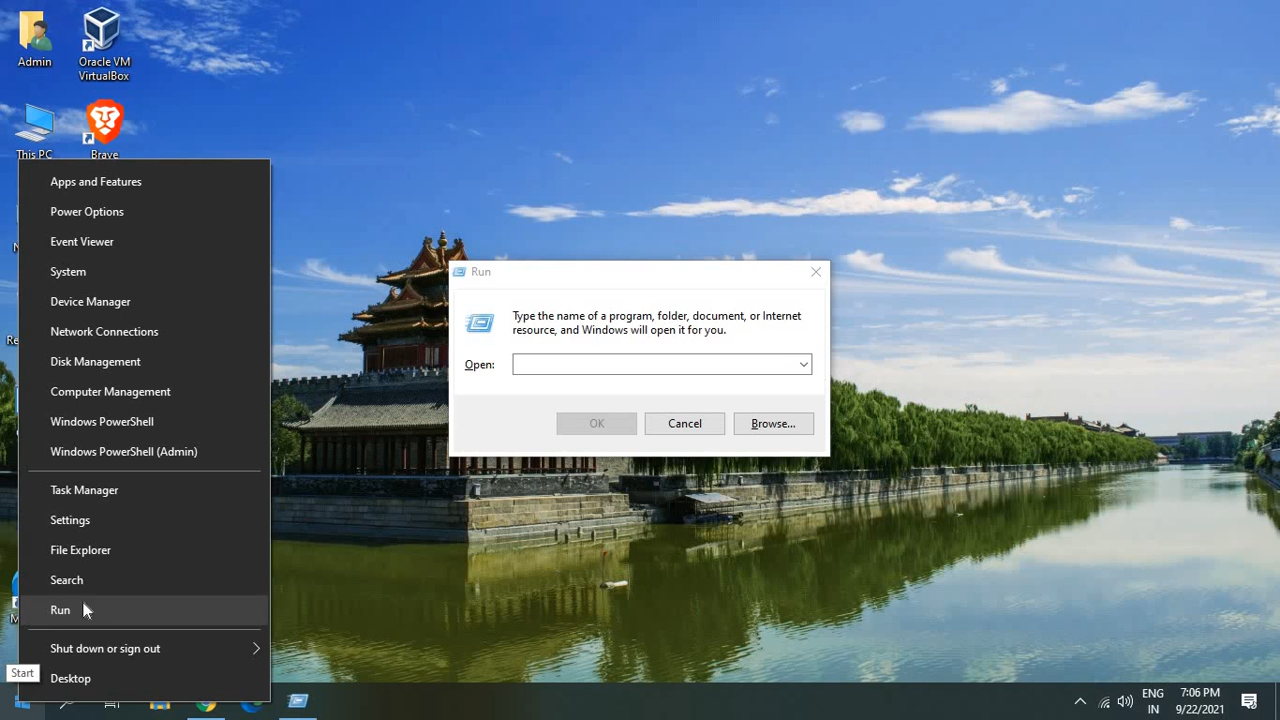 Admin
Oracle VM
VirtualBox
This PC
Brave
Apps and Features
Power Options
Event Viewer
System
Device Manager
Network Connections
Disk Management
Computer Management
Windows PowerShell
Windows PowerShell (Admin)
Task Manager
Settings
File Explorer
Search
Run
Shut down or sign out
Desktop
Start
Run
Type the name of a program, folder, document, or Internet
resource, and Windows will open it for you.
Open:
OK
Cancel
Browse...
ENG
IN
7:06 PM
9/22/2021